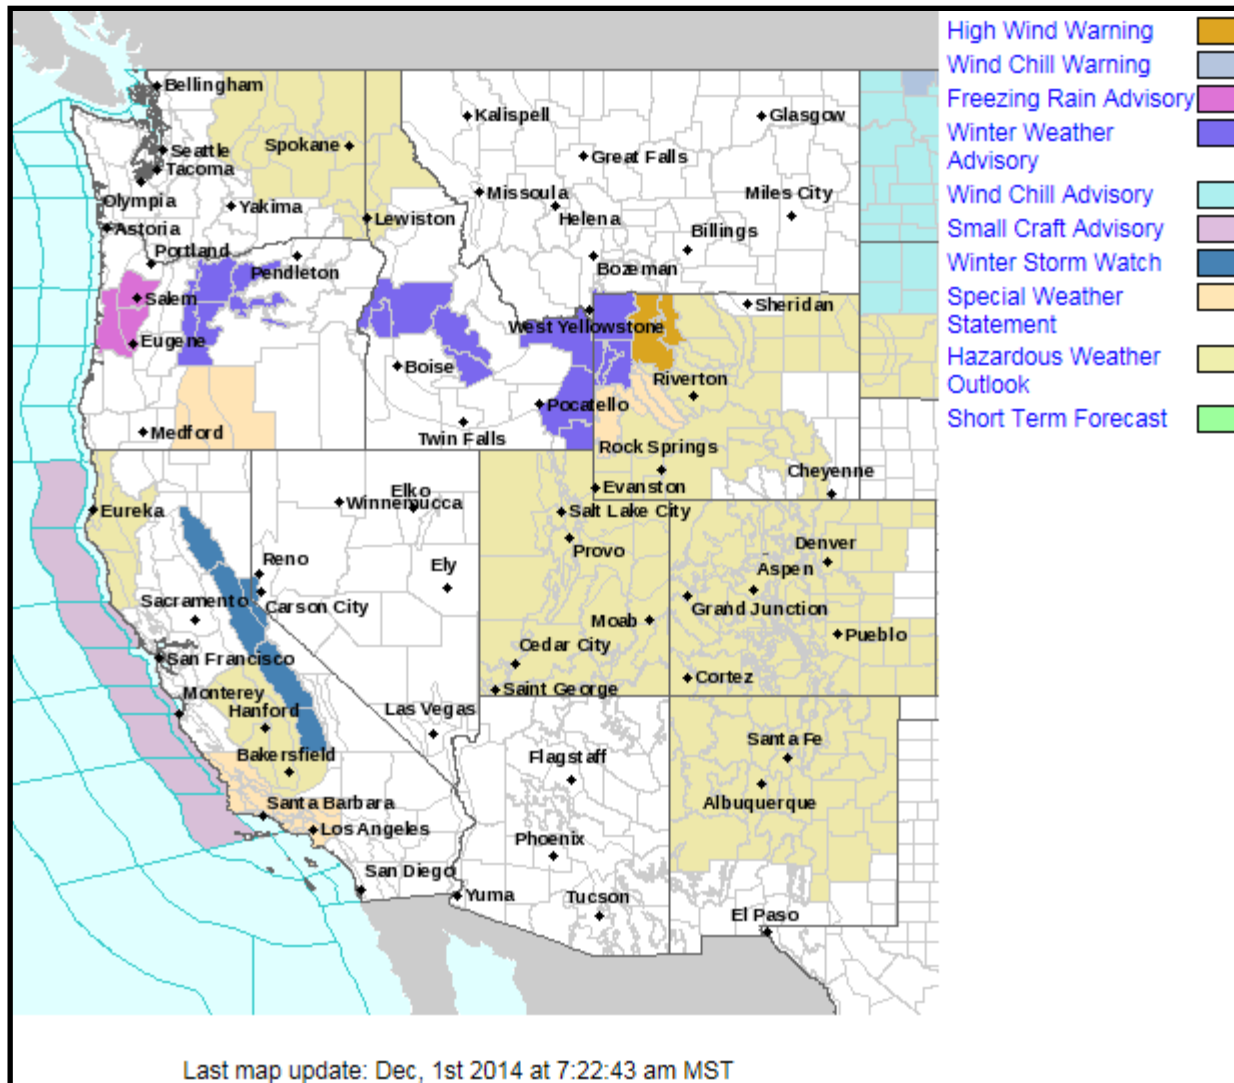 High Wind Warning
Wind Chill Warning
Freezing Rain Advisory
Winter Weather
Advisory
Wind Chill Advisory
Small Craft Advisory
Winter Storm Watch
Special Weather
Statement
Hazardous Weather
Outlook
Short Term Forecast
Bellingham
Kalispell
Glasgow
Seattle
Spokane
Great Falls
Tacoma
Missoula
Miles City
Olympia
Yakima
Helena
Lewiston
Astoria
Billings
Portland
Pendleton
Bozeman
Salem
Sheridan
West Yellowstone
Eugene
Boise
Riverton
Pocatello
Medford
Twin Falls
Rock Springs
Cheyenne
Evanston
Elko
Winnemucca
Eureka
Salt Lake City
Provo
Denver
Reno
Ely
Aspen
Sacramento
Carson City
Grand Junction
Moab
Pueblo
Cedar City
San Francisco
Cortez
Monterey
Saint George
Hanford
Las Vegas
Santa Fe
Bakersfield
Flagstaff
Albuquerque
Santa Barbara
Los Angeles
Phoenix
San Diego
Yuma
Tucson
El Paso
Last map update: Dec, 1st 2014 at 7:22:43 am MST